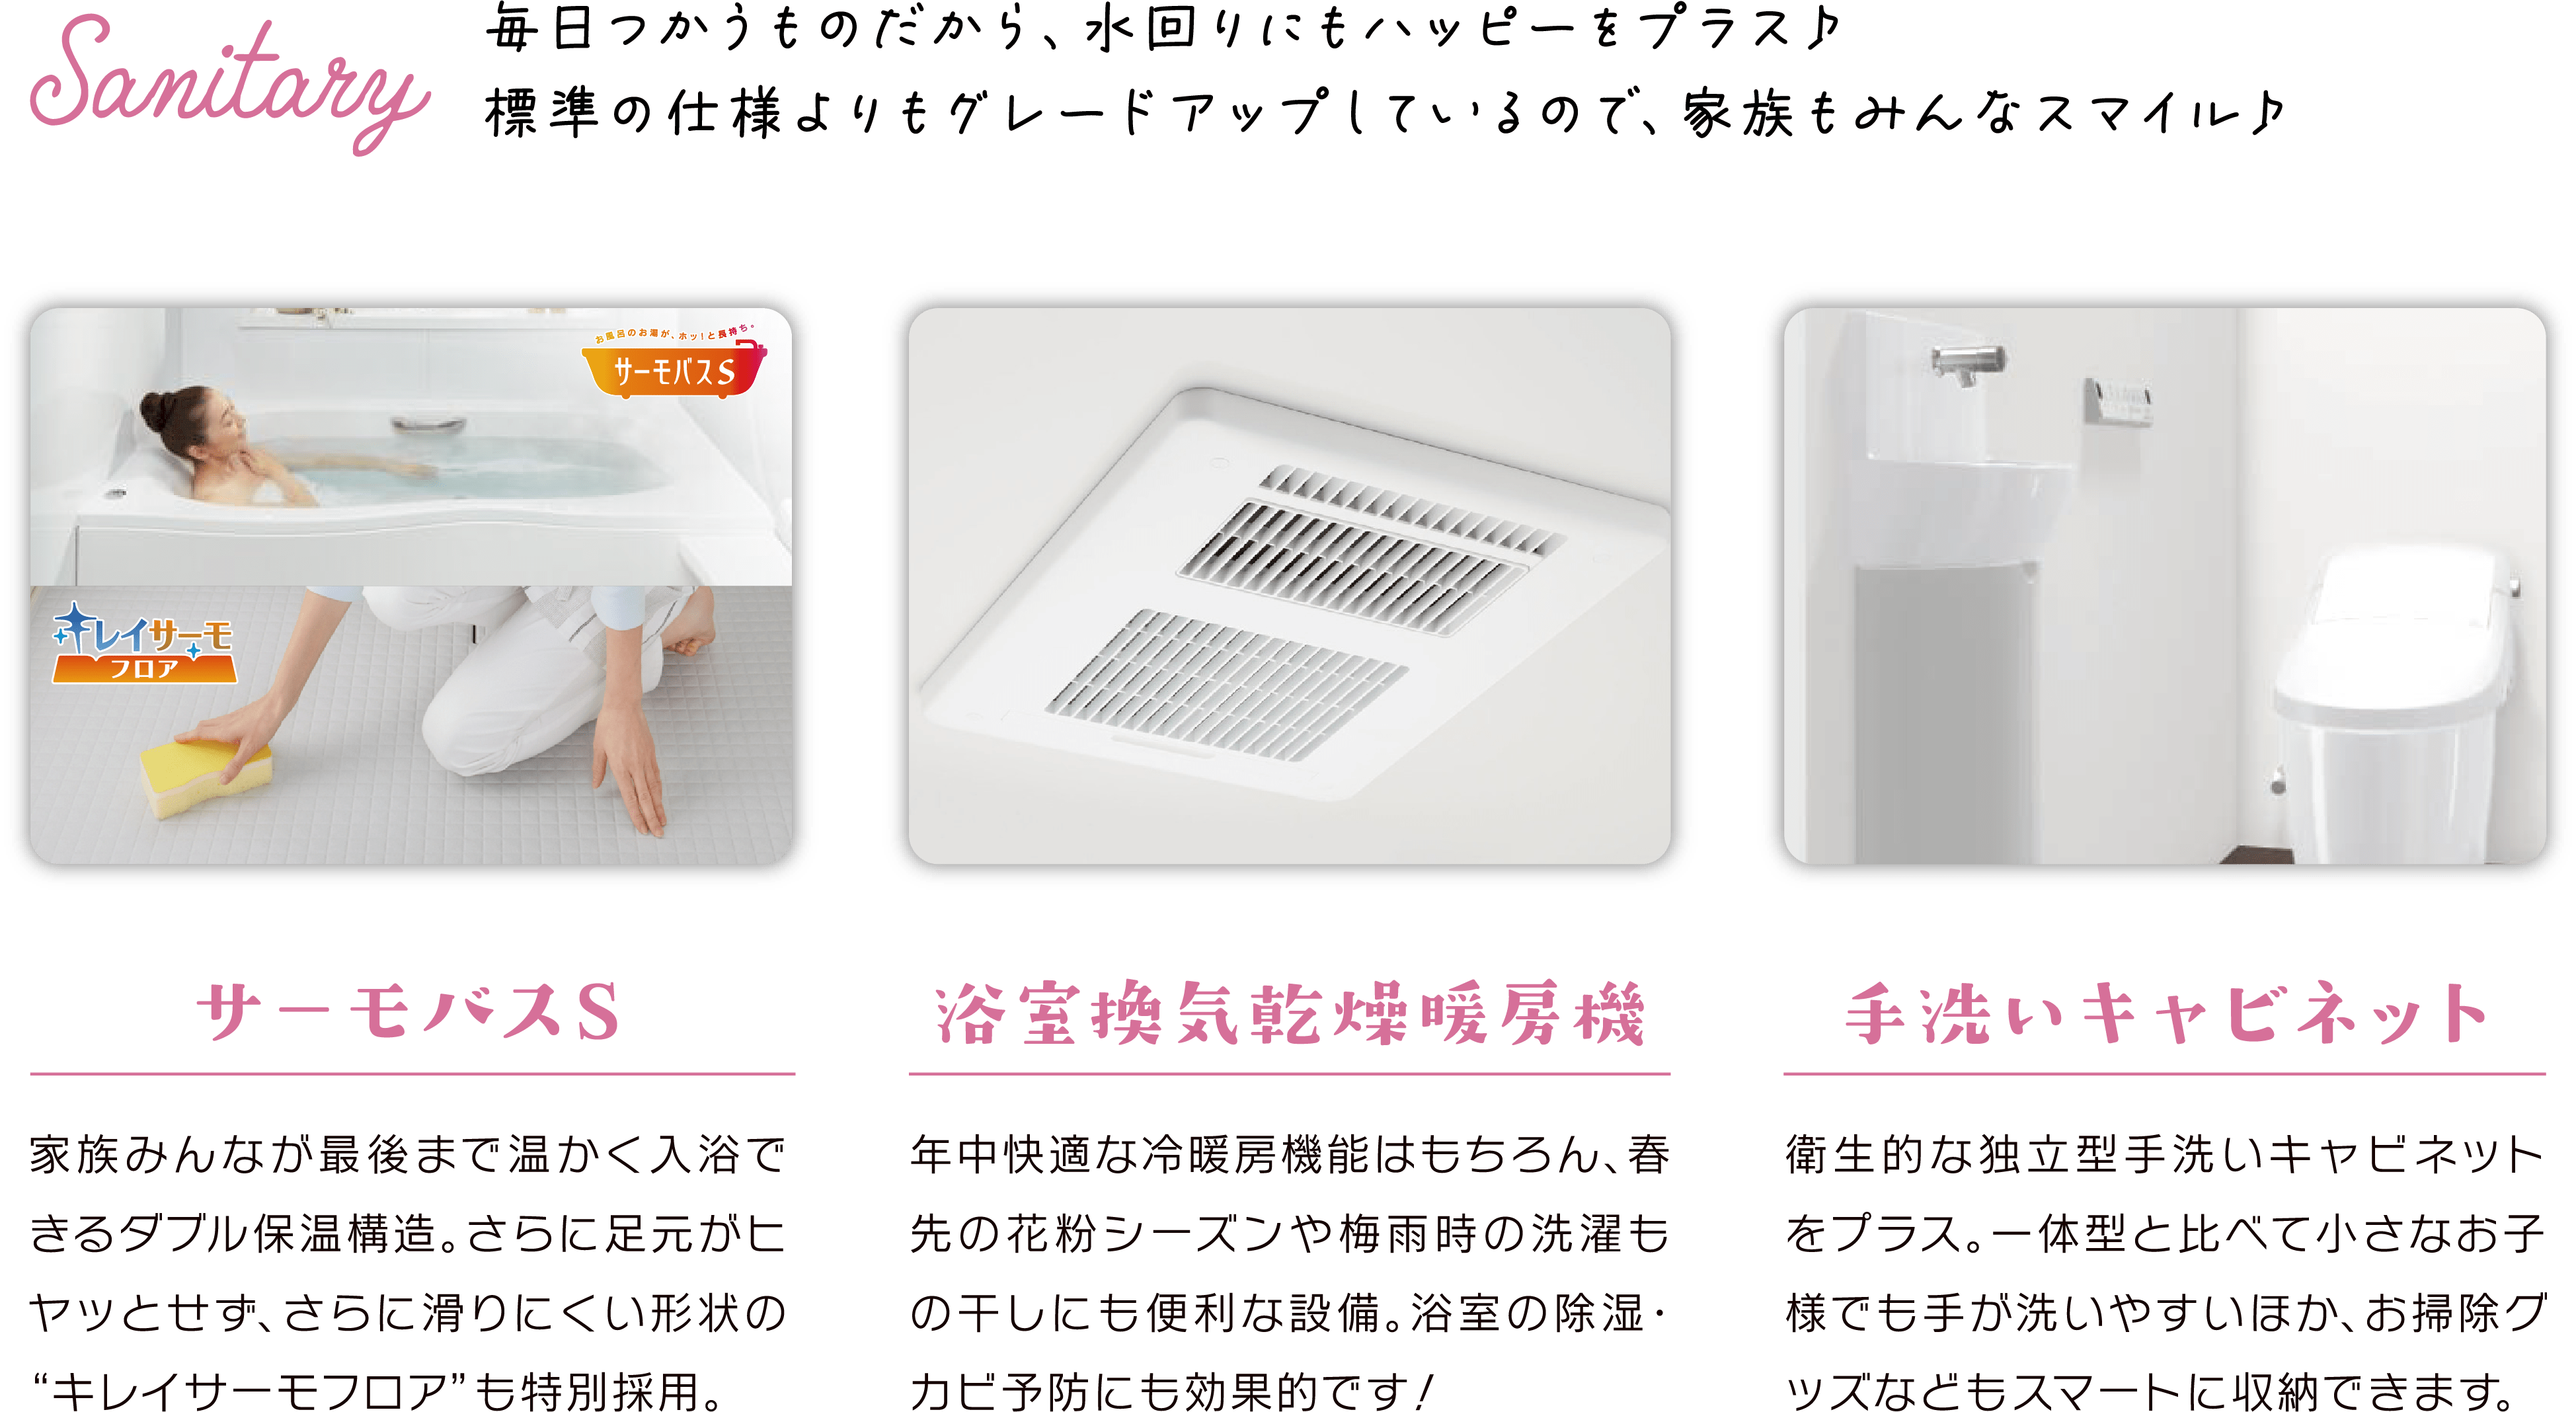 Sanitary
毎日つかうものだから、水回りにもハッピーをプラス♪
標準の仕様よりもグレードアップしているので、家族もみんなスマイル♪
お風呂のお湯が、ホッ!と長持ち。
サーモバスS
キレイサーモ
フロア
サーモバスS
家族みんなが最後まで温かく入浴で
きるダブル保温構造。さらに足元がヒ
ヤッとせず、さらに滑りにくい形状の
“キレイサーモフロア”も特別採用。
浴室換気乾燥暖房機
年中快適な冷暖房機能はもちろん、春
先の花粉シーズンや梅雨時の洗濯も
の干しにも便利な設備。浴室の除湿・
カビ予防にも効果的です!
手洗いキャビネット
衛生的な独立型手洗いキャビネット
をプラス。一体型と比べて小さなお子
様でも手が洗いやすいほか、お掃除グ
ッズなどもスマートに収納できます。